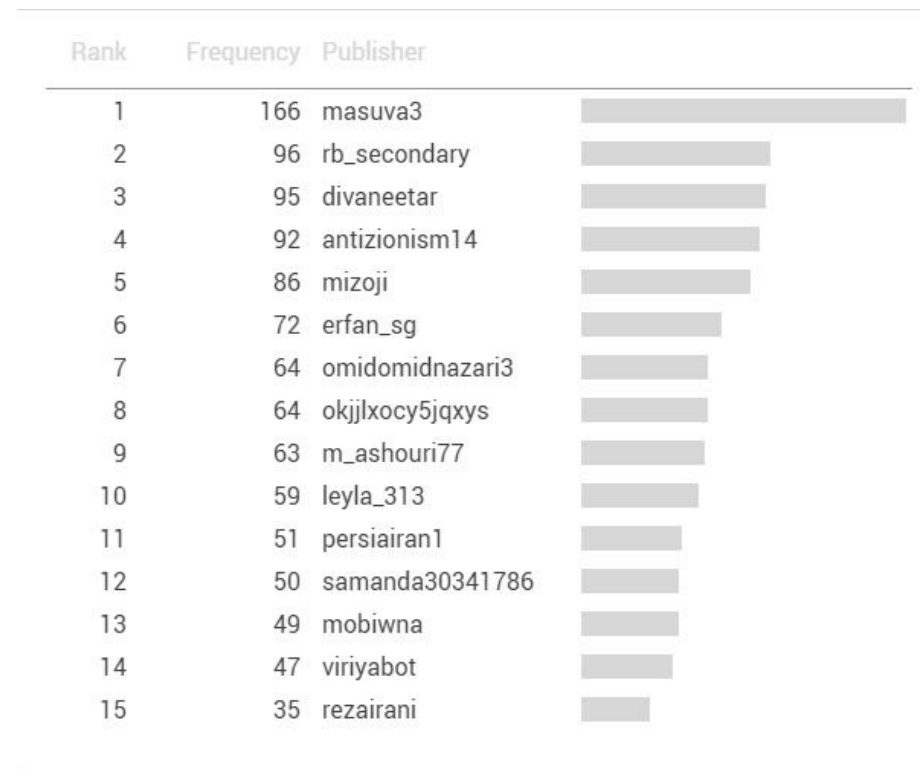 Rank Frequency Publisher
1 166 masuva3
2 96 rb_secondary
3 95 divaneetar
4 92 antizionism14
5 86 mizoji
6 72 erfan_sg
7 64 omidomidnazari3
8 64 okjjlxocy5jqxys
9 63 m_ashouri77
10 59 leyla_313
11 51 persiairan1
12 50 samanda30341786
13 49 mobiwna
14 47 viriyabot
15 35 rezairani